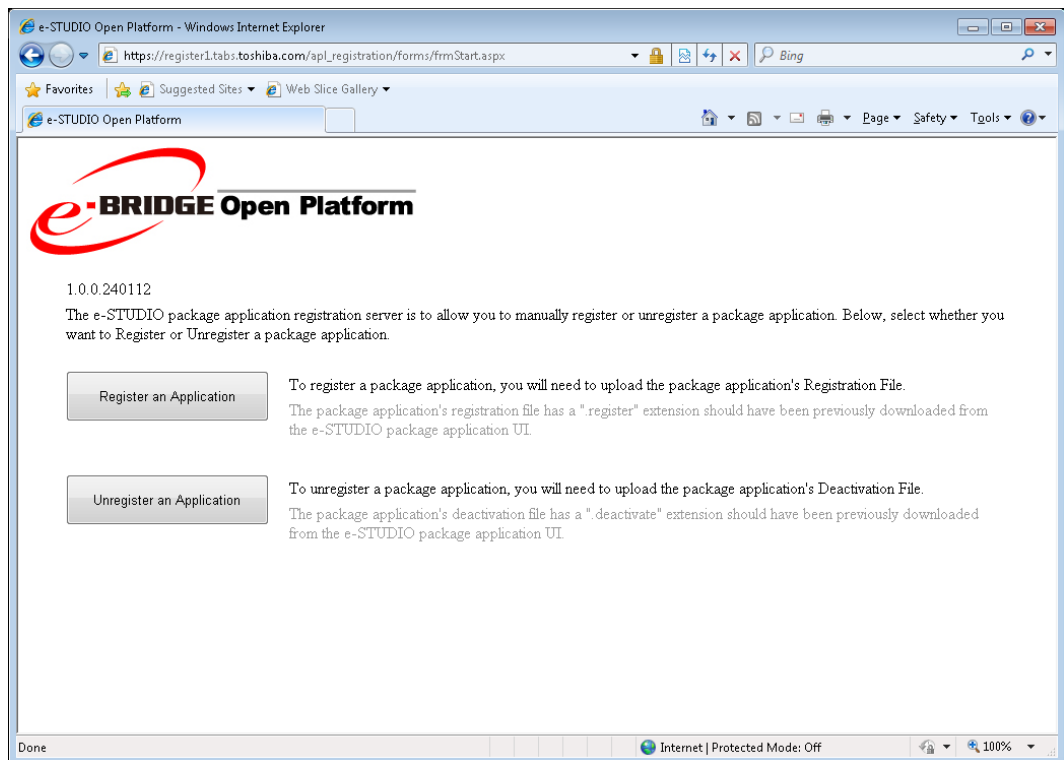 e-STUDIO Open Platform - Windows Internet Explorer
https://register1.tabs.toshiba.com/apl_registration/forms/frmStart.aspx
Bing
Favorites
Suggested Sites
Web Slice Gallery
e-STUDIO Open Platform
Page
Safety
Tools
e-BRIDGE Open Platform
1.0.0.240112
The e-STUDIO package application registration server is to allow you to manually register or unregister a package application. Below, select whether you
want to Register or Unregister a package application.
Register an Application
To register a package application, you will need to upload the package application's Registration File.
The package application's registration file has a ".register" extension should have been previously downloaded from
the e-STUDIO package application UI.
Unregister an Application
To unregister a package application, you will need to upload the package application's Deactivation File.
The package application's deactivation file has a ".deactivate" extension should have been previously downloaded
from the e-STUDIO package application UI.
Done
Internet | Protected Mode: Off
100%